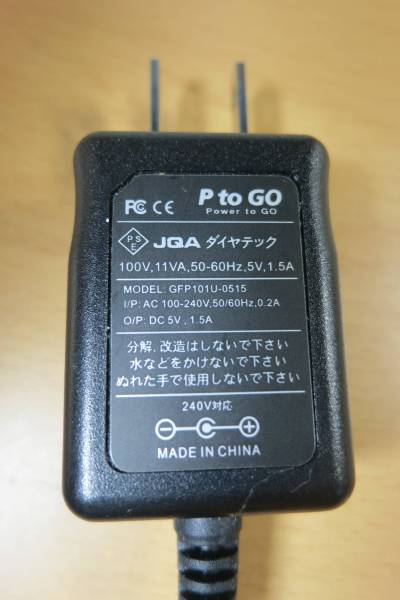 P to GO
Power to GO
FC CE
PS
E
JQA ダイヤテック
100V,11VA,50-60Hz,5V,1.5A
MODEL: GFP101U-0515
I/P: AC 100-240V,50/60Hz,0.2A
O/P: DC 5V , 1.5A
分解.改造はしないで下さい
水などをかけないで下さい
ぬれた手で使用しないで下さい
240V対応
MADE IN CHINA